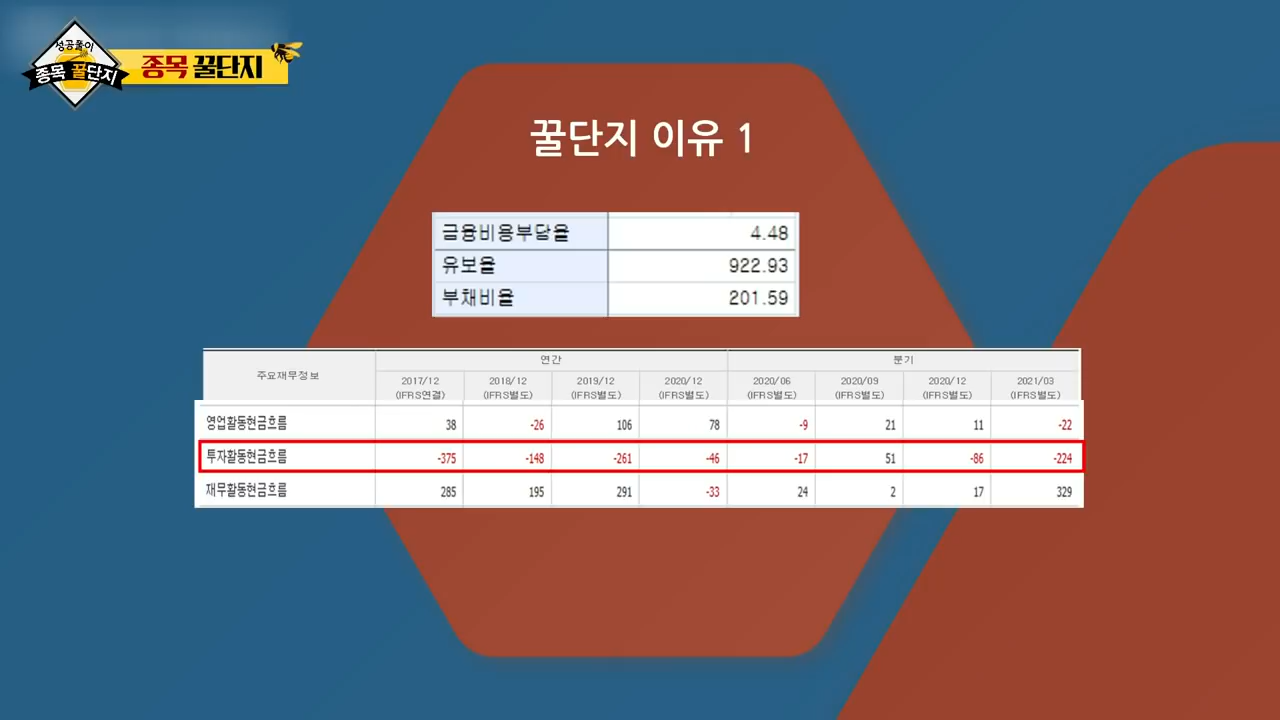 성공풀이
종목 꿀단지
종목 꿀단지
꿀단지 이유 1
금융비용부담율 4.48
유보율 922.93
부채비율 201.59
주요재무정보 연간 분기
2017/12 2018/12 2019/12 2020/12 2020/06 2020/09 2020/12 2021/03
(IFRS연결) (IFRS별도) (IFRS별도) (IFRS별도) (IFRS별도) (IFRS별도) (IFRS별도) (IFRS별도)
영업활동현금흐름 38 -26 106 78 -9 21 11 -22
투자활동현금흐름 -375 -148 -261 -46 -17 51 -86 -224
재무활동현금흐름 285 195 291 -33 24 2 17 329